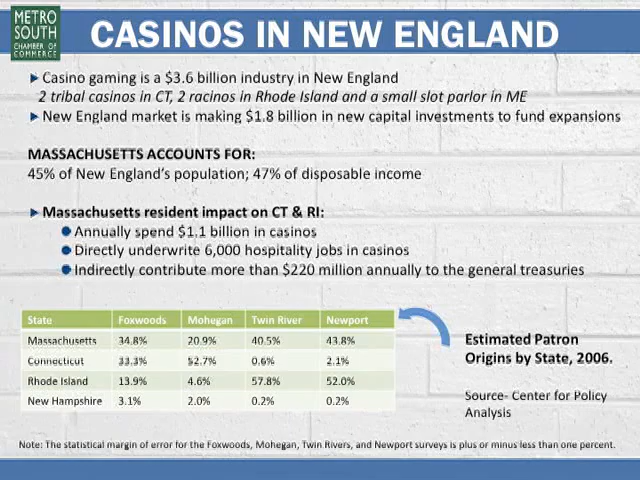 METRO
SOUTH
CHAMBER OF
COMMERCE
CASINOS IN NEW ENGLAND
Casino gaming is a $3.6 billion industry in New England
2 tribal casinos in CT, 2 racinos in Rhode Island and a small slot parlor in ME
New England market is making $1.8 billion in new capital investments to fund expansions
MASSACHUSETTS ACCOUNTS FOR:
45% of New England's population; 47% of disposable income
Massachusetts resident impact on CT & RI:
Annually spend $1.1 billion in casinos
Directly underwrite 6,000 hospitality jobs in casinos
Indirectly contribute more than $220 million annually to the general treasuries
State Foxwoods Mohegan Twin River Newport
Massachusetts 34.8% 20.9% 40.5% 43.8%
Connecticut 33.3% 52.7% 0.6% 2.1%
Rhode Island 13.9% 4.6% 57.8% 52.0%
New Hampshire 3.1% 2.0% 0.2% 0.2%
Estimated Patron
Origins by State, 2006.
Source- Center for Policy
Analysis
Note: The statistical margin of error for the Foxwoods, Mohegan, Twin Rivers, and Newport surveys is plus or minus less than one percent.